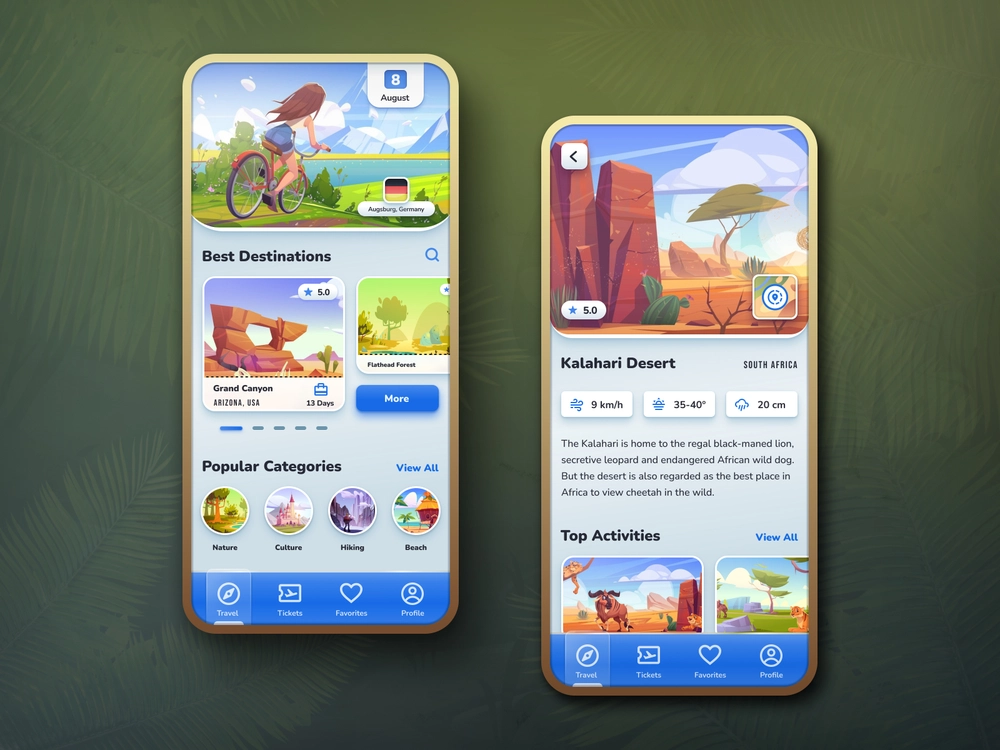 8
August
Augsburg, Germany
Best Destinations
5.0
Grand Canyon
ARIZONA, USA
13 Days
Flathead Forest
More
Popular Categories
View All
Nature
Culture
Hiking
Beach
Travel
Tickets
Favorites
Profile
5.0
Kalahari Desert
SOUTH AFRICA
9 km/h
35-40°
20 cm
The Kalahari is home to the regal black-maned lion,
secretive leopard and endangered African wild dog.
But the desert is also regarded as the best place in
Africa to view cheetah in the wild.
Top Activities
View All
Travel
Tickets
Favorites
Profile